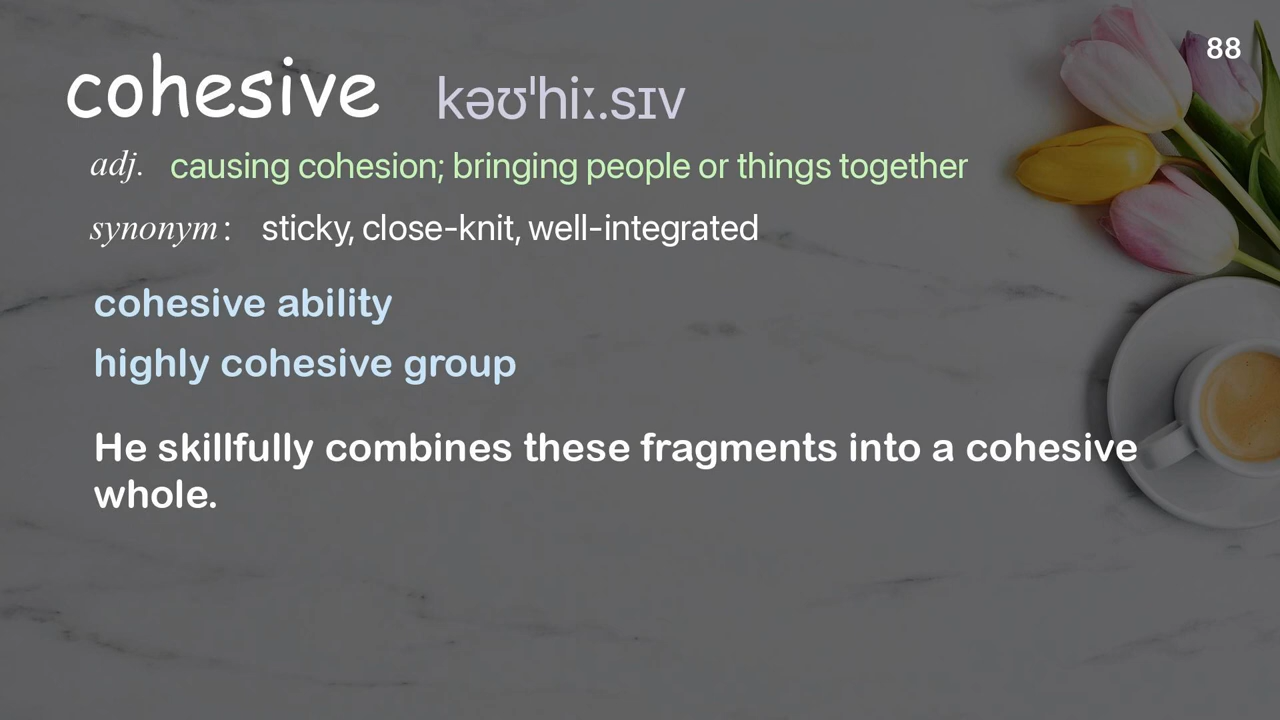 88
cohesive kəʊˈhiː.sɪv
adj. causing cohesion; bringing people or things together
synonym: sticky, close-knit, well-integrated
cohesive ability
highly cohesive group
He skillfully combines these fragments into a cohesive
whole.